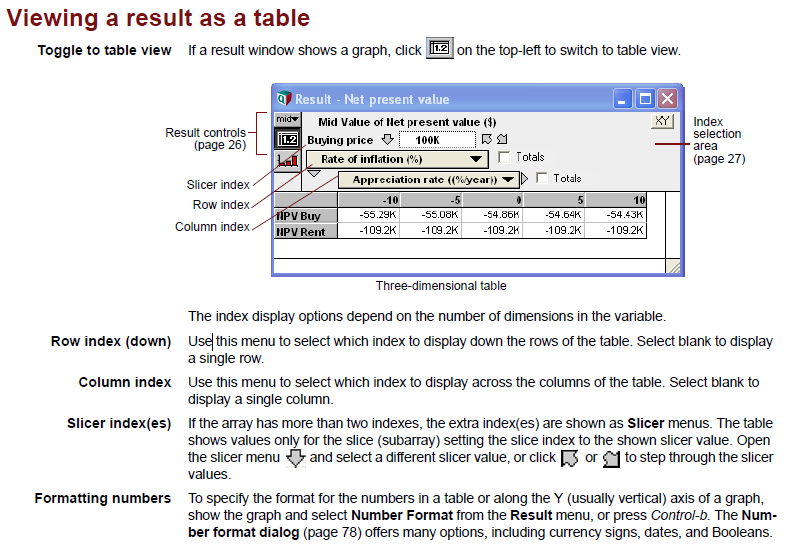 Viewing a result as a table
Toggle to table view If a result window shows a graph, click 1.2 on the top-left to switch to table view.
Result - Net present value
mid Mid Value of Net present value ($) XY
1.2 Buying price 100K
Rate of inflation (%) Totals
Appreciation rate ((%/year)) Totals
-10 -5 0 5 10
NPV Buy -55.29K -55.08K -54.86K -54.64K -54.43K
NPV Rent -109.2K -109.2K -109.2K -109.2K -109.2K
Result controls
(page 26)
Slicer index
Row index
Column index
Index
selection
area
(page 27)
Three-dimensional table
The index display options depend on the number of dimensions in the variable.
Row index (down) Use this menu to select which index to display down the rows of the table. Select blank to display
a single row.
Column index Use this menu to select which index to display across the columns of the table. Select blank to
display a single column.
Slicer index(es) If the array has more than two indexes, the extra index(es) are shown as Slicer menus. The table
shows values only for the slice (subarray) setting the slice index to the shown slicer value. Open
the slicer menu and select a different slicer value, or click or to step through the slicer
values.
Formatting numbers To specify the format for the numbers in a table or along the Y (usually vertical) axis of a graph,
show the graph and select Number Format from the Result menu, or press Control-b. The Num-
ber format dialog (page 78) offers many options, including currency signs, dates, and Booleans.